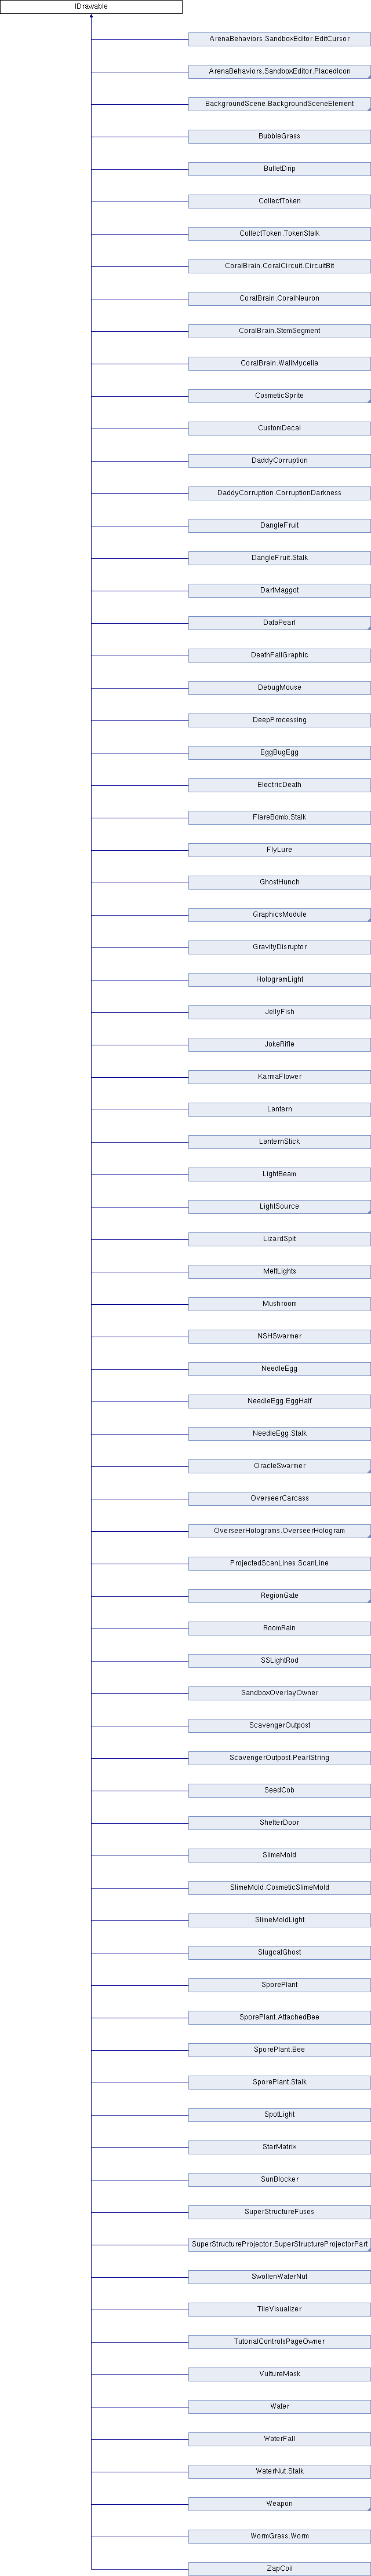 IDrawable
ArenaBehaviors.SandboxEditor.EditCursor
ArenaBehaviors.SandboxEditor.PlacedIcon
BackgroundScene.BackgroundSceneElement
BubbleGrass
BulletDrip
CollectToken
CollectToken.TokenStalk
CoralBrain.CoralCircuit.CircuitBit
CoralBrain.CoralNeuron
CoralBrain.StemSegment
CoralBrain.WallMycelia
CosmeticSprite
CustomDecal
DaddyCorruption
DaddyCorruption.CorruptionDarkness
DangleFruit
DangleFruit.Stalk
DartMaggot
DataPearl
DeathFallGraphic
DebugMouse
DeepProcessing
EggBugEgg
ElectricDeath
FlareBomb.Stalk
FlyLure
GhostHunch
GraphicsModule
GravityDisruptor
HologramLight
JellyFish
JokeRifle
KarmaFlower
Lantern
LanternStick
LightBeam
LightSource
LizardSpit
MeltLights
Mushroom
NSHSwarmer
NeedleEgg
NeedleEgg.EggHalf
NeedleEgg.Stalk
OracleSwarmer
OverseerCarcass
OverseerHolograms.OverseerHologram
ProjectedScanLines.ScanLine
RegionGate
RoomRain
SSLightRod
SandboxOverlayOwner
ScavengerOutpost
ScavengerOutpost.PearlString
SeedCob
ShelterDoor
SlimeMold
SlimeMold.CosmeticSlimeMold
SlimeMoldLight
SlugcatGhost
SporePlant
SporePlant.AttachedBee
SporePlant.Bee
SporePlant.Stalk
SpotLight
StarMatrix
SunBlocker
SuperStructureFuses
SuperStructureProjector.SuperStructureProjectorPart
SwollenWaterNut
TileVisualizer
TutorialControlsPageOwner
VultureMask
Water
WaterFall
WaterNut.Stalk
Weapon
WormGrass.Worm
ZapCoil